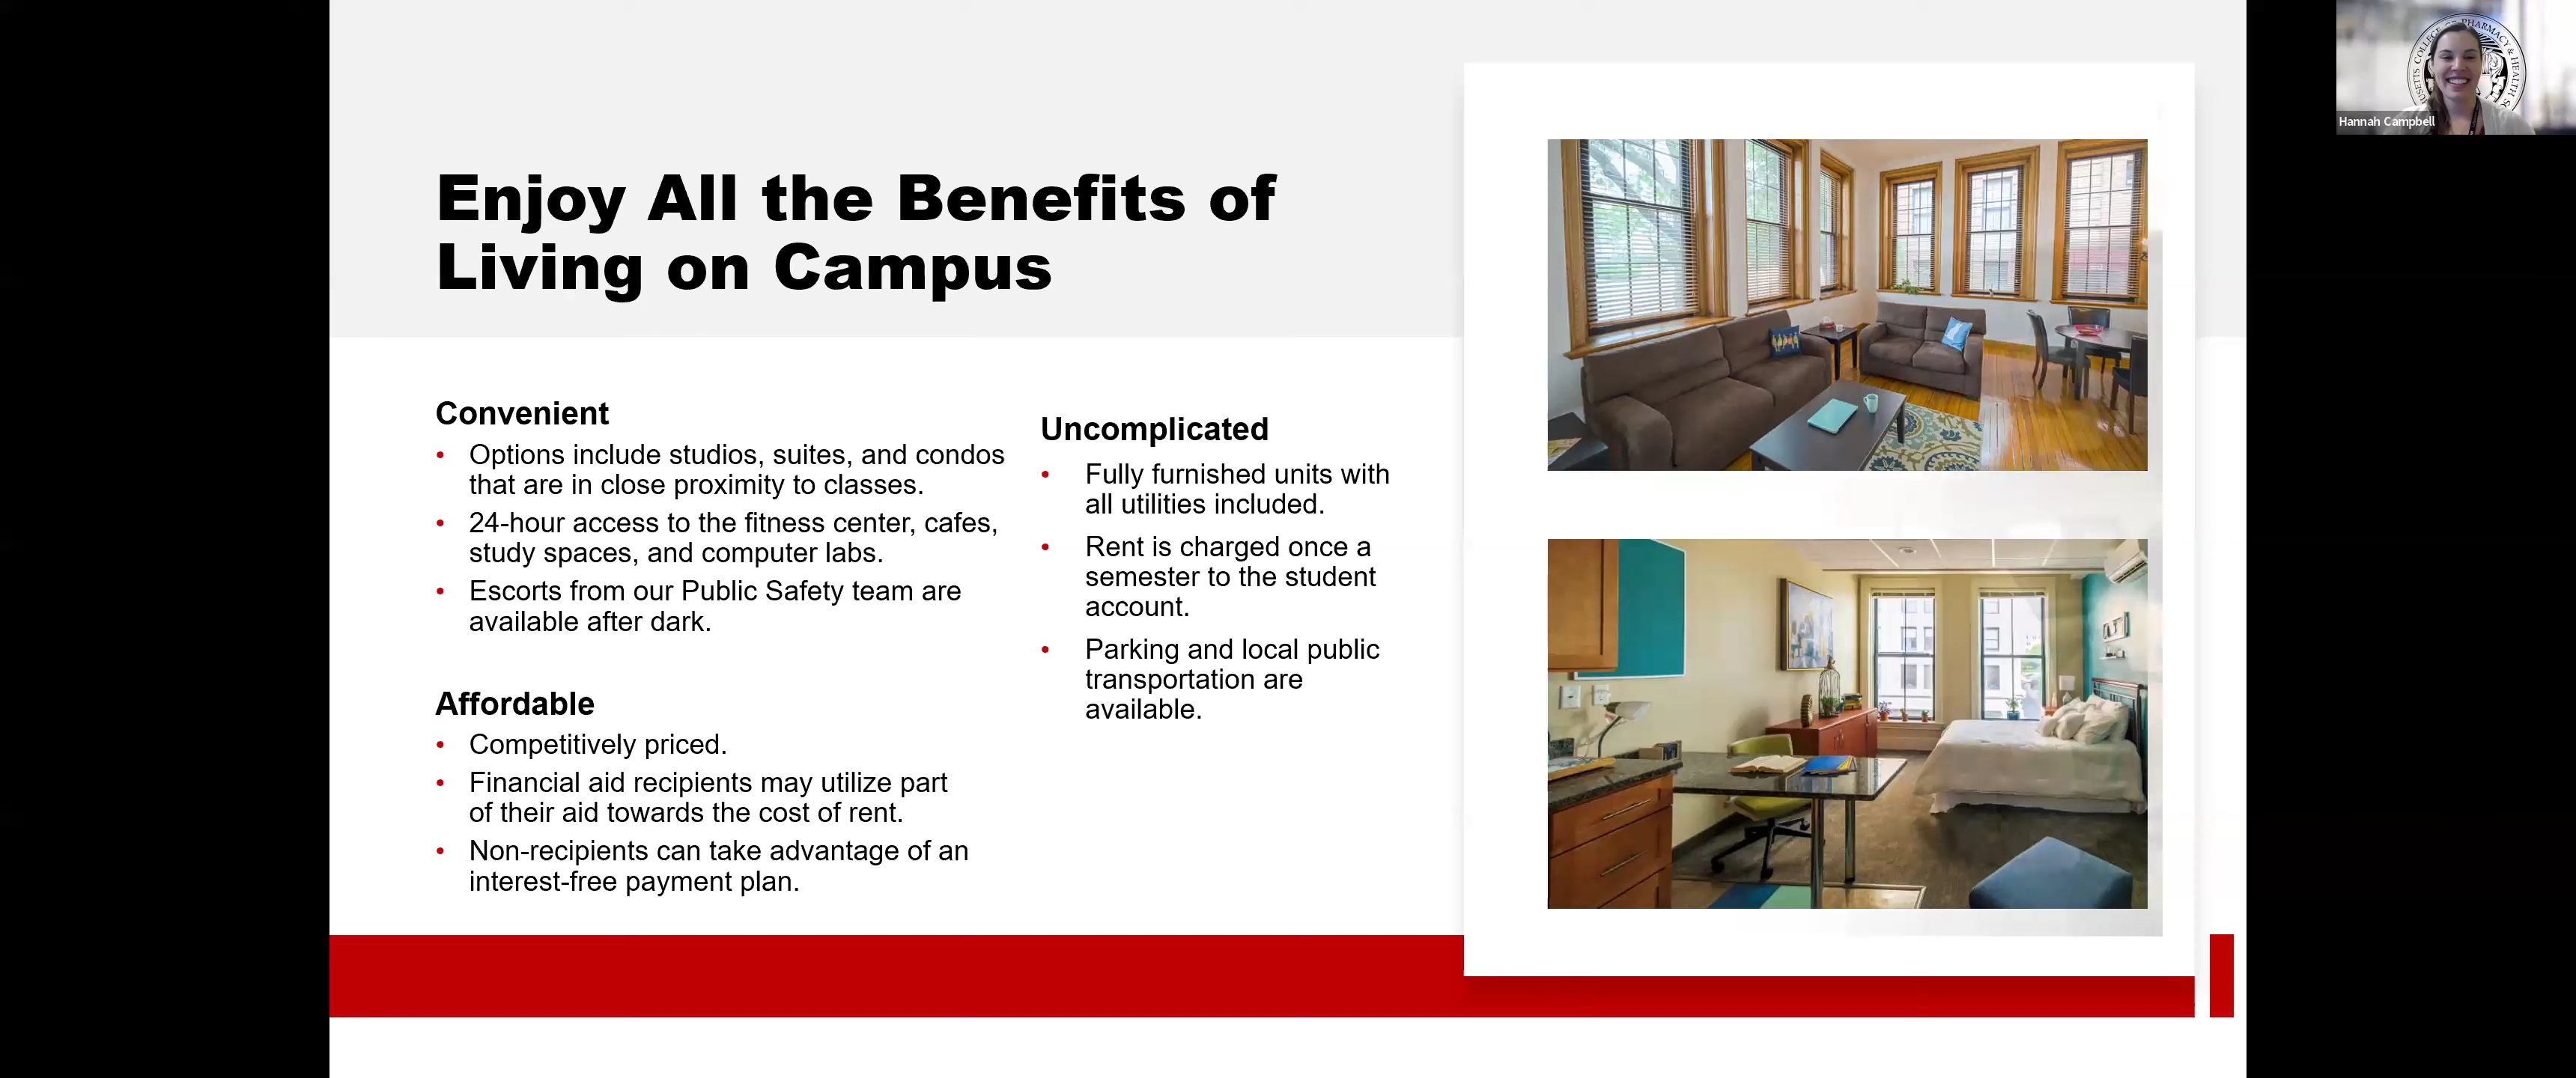 Enjoy All the Benefits of
Living on Campus
Convenient
• Options include studios, suites, and condos
that are in close proximity to classes.
• 24-hour access to the fitness center, cafes,
study spaces, and computer labs.
• Escorts from our Public Safety team are
available after dark.
Affordable
• Competitively priced.
• Financial aid recipients may utilize part
of their aid towards the cost of rent.
• Non-recipients can take advantage of an
interest-free payment plan.
Uncomplicated
• Fully furnished units with
all utilities included.
• Rent is charged once a
semester to the student
account.
• Parking and local public
transportation are
available.
COLLEGE OF PHARMACY & HEALTH
Hannah Campbell